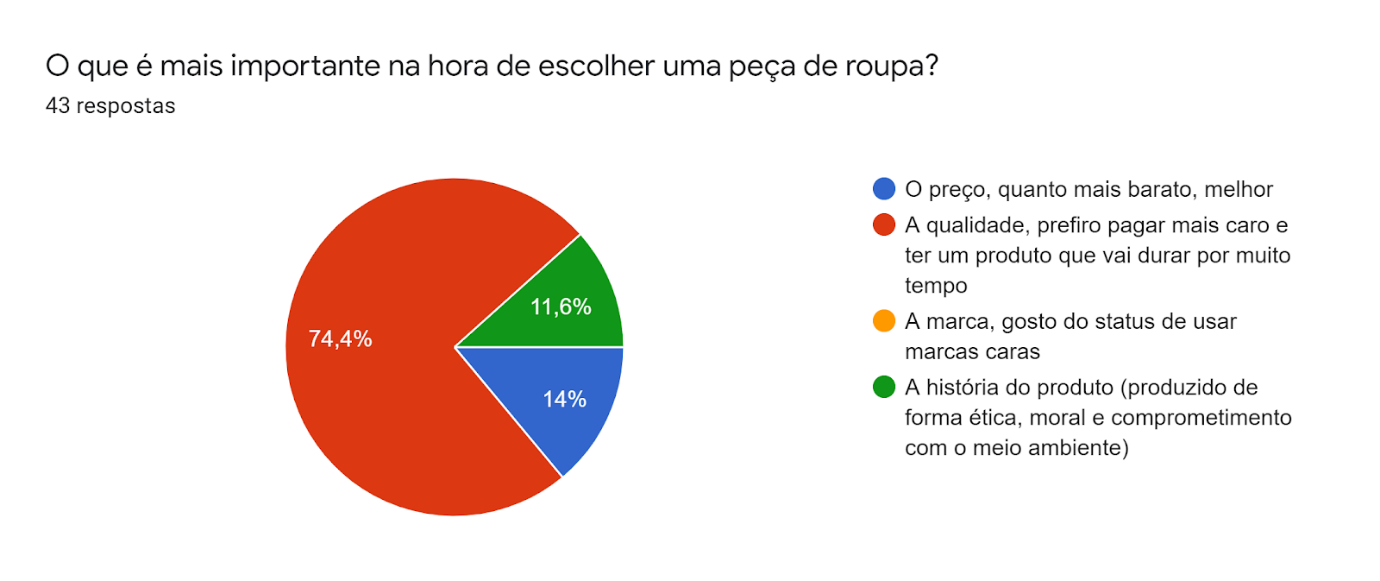 O que é mais importante na hora de escolher uma peça de roupa?
43 respostas
74,4%
11,6%
14%
O preço, quanto mais barato, melhor
A qualidade, prefiro pagar mais caro e
ter um produto que vai durar por muito
tempo
A marca, gosto do status de usar
marcas caras
A história do produto (produzido de
forma ética, moral e comprometimento
com o meio ambiente)